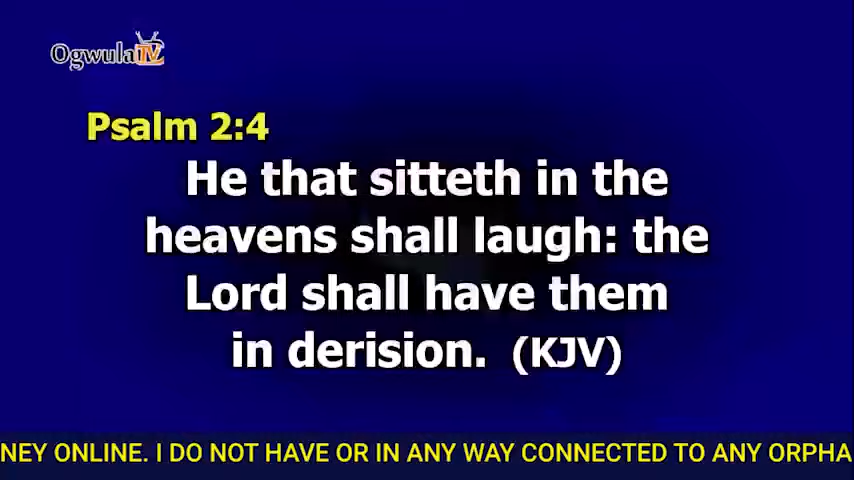 OgwulaTV
Psalm 2:4
He that sitteth in the
heavens shall laugh: the
Lord shall have them
in derision. (KJV)
NEY ONLINE. I DO NOT HAVE OR IN ANY WAY CONNECTED TO ANY ORPHA